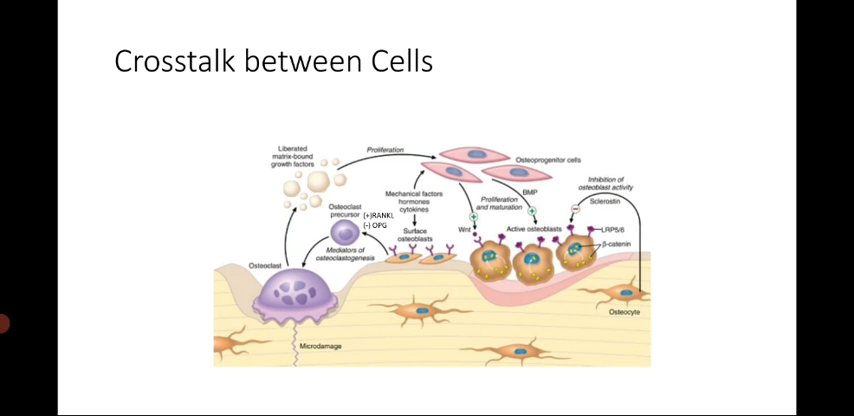 Crosstalk between Cells
Liberated
matrix-bound
growth factors
Proliferation
Osteoprogenitor cells
Inhibition of
osteoblast activity
Sclerostin
BMP
Proliferation
and maturation
Mechanical factors
hormones
cytokines
Osteoclast
precursor
(+)RANKL
(-) OPG
Surface
osteoblasts
Wnt
Active osteoblasts
LRP5/6
β-catenin
Mediators of
osteoclastogenesis
Osteoclast
Osteocyte
Microdamage